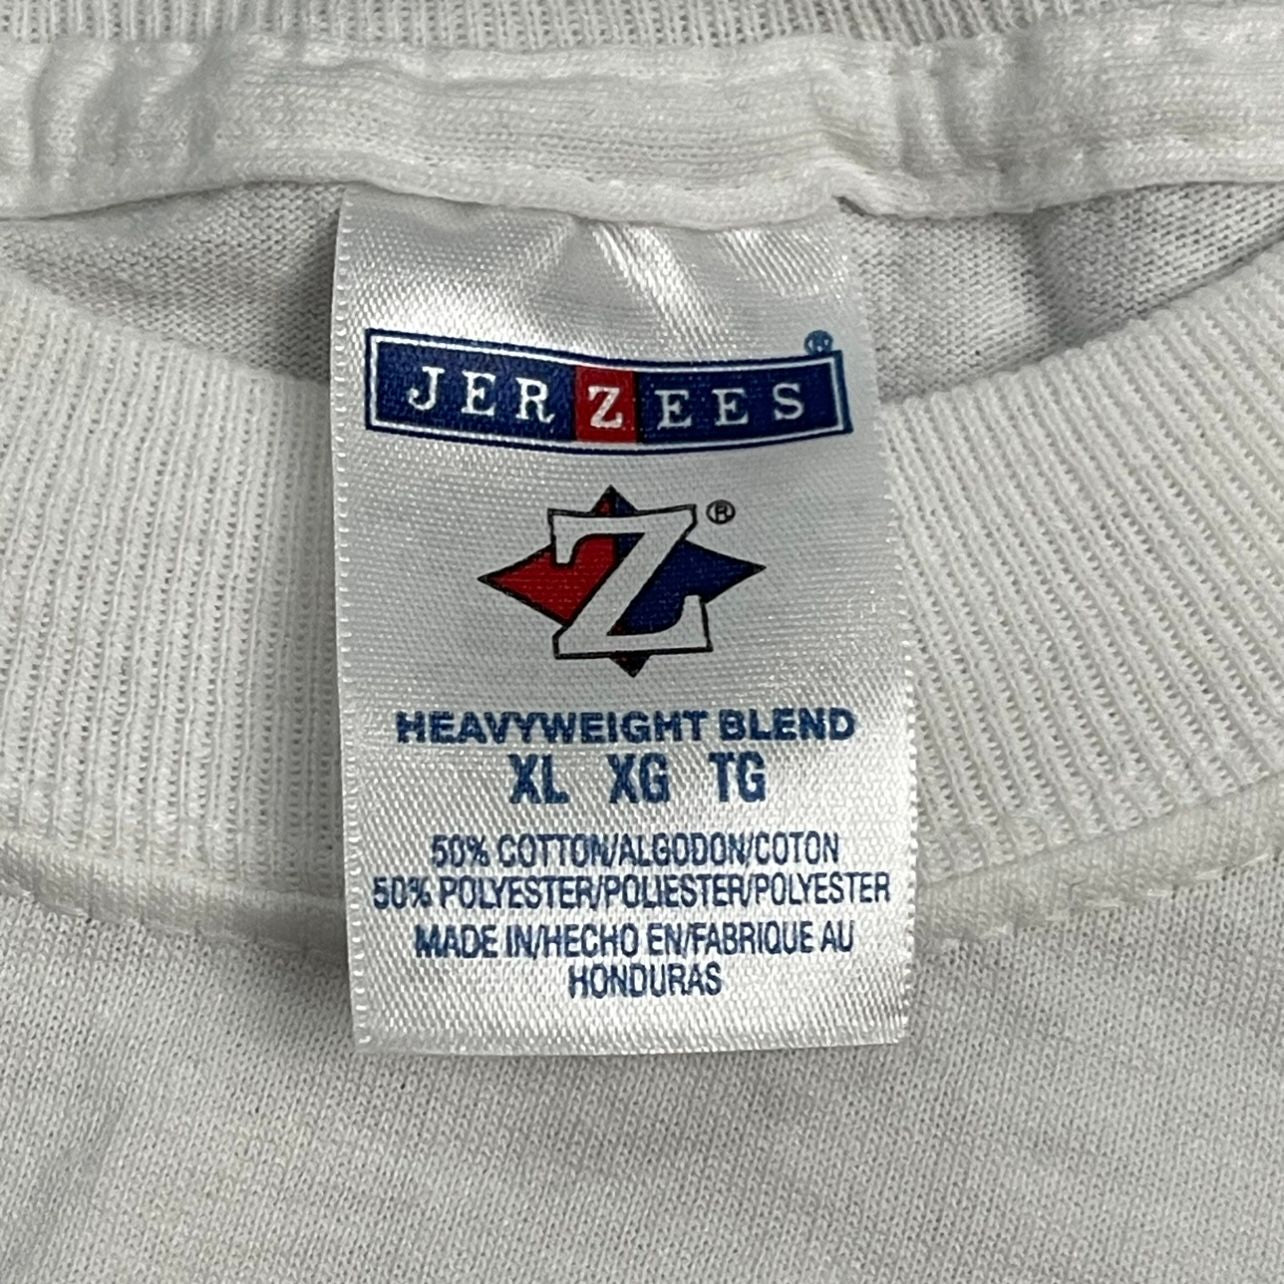 JERZEES®
Z®
HEAVYWEIGHT BLEND
XL XG TG
50% COTTON/ALGODON/COTON
50% POLYESTER/POLIESTER/POLYESTER
MADE IN/HECHO EN/FABRIQUE AU
HONDURAS